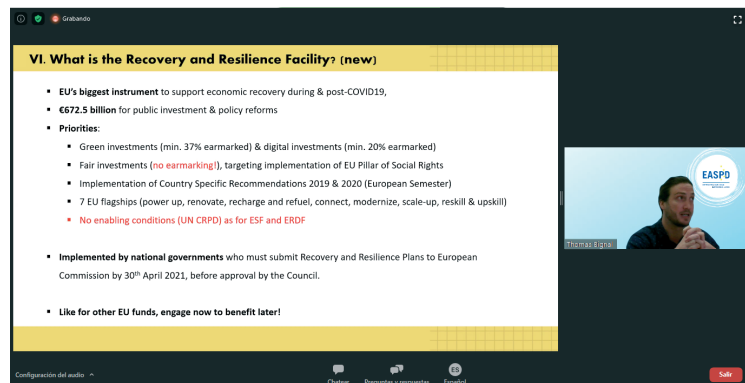 Grabando
VI. What is the Recovery and Resilience Facility? (new)
▪ EU's biggest instrument to support economic recovery during & post-COVID19,
▪ €672.5 billion for public investment & policy reforms
▪ Priorities:
▪ Green investments (min. 37% earmarked) & digital investments (min. 20% earmarked)
▪ Fair investments (no earmarking!), targeting implementation of EU Pillar of Social Rights
▪ Implementation of Country Specific Recommendations 2019 & 2020 (European Semester)
▪ 7 EU flagships (power up, renovate, recharge and refuel, connect, modernize, scale-up, reskill & upskill)
▪ No enabling conditions (UN CRPD) as for ESF and ERDF
▪ Implemented by national governments who must submit Recovery and Resilience Plans to European
Commission by 30th April 2021, before approval by the Council.
▪ Like for other EU funds, engage now to benefit later!
EASPD
Thomas Bignal
Configuración del audio
Chatear
Preguntas y respuestas
ES
Español
Salir